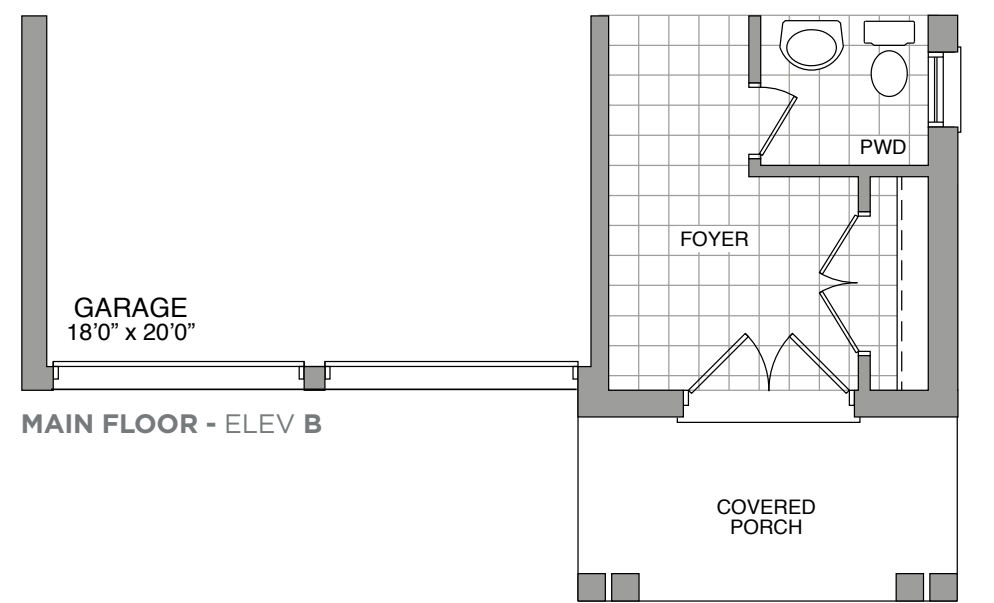 PWD
FOYER
GARAGE
18’0” x 20’0”
MAIN FLOOR - ELEV B
COVERED
PORCH